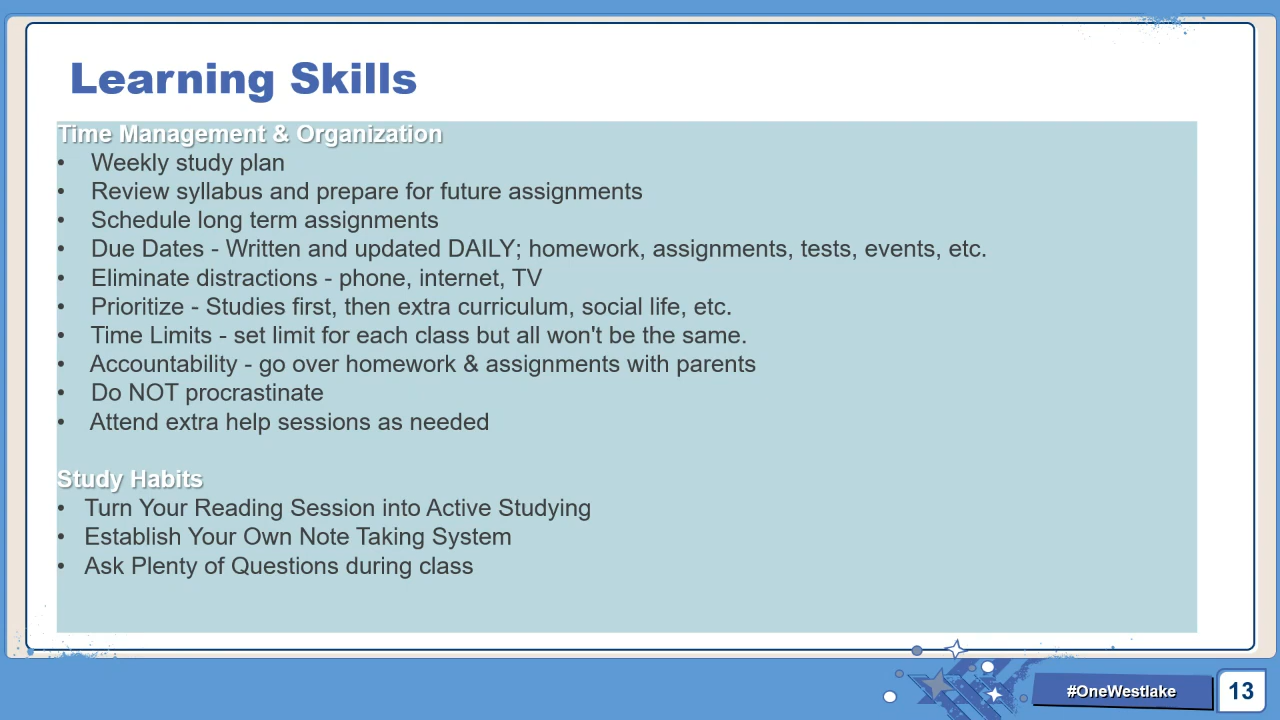 Learning Skills
Time Management & Organization
• Weekly study plan
• Review syllabus and prepare for future assignments
• Schedule long term assignments
• Due Dates - Written and updated DAILY; homework, assignments, tests, events, etc.
• Eliminate distractions - phone, internet, TV
• Prioritize - Studies first, then extra curriculum, social life, etc.
• Time Limits - set limit for each class but all won't be the same.
• Accountability - go over homework & assignments with parents
• Do NOT procrastinate
• Attend extra help sessions as needed
Study Habits
• Turn Your Reading Session into Active Studying
• Establish Your Own Note Taking System
• Ask Plenty of Questions during class
#OneWestlake
13